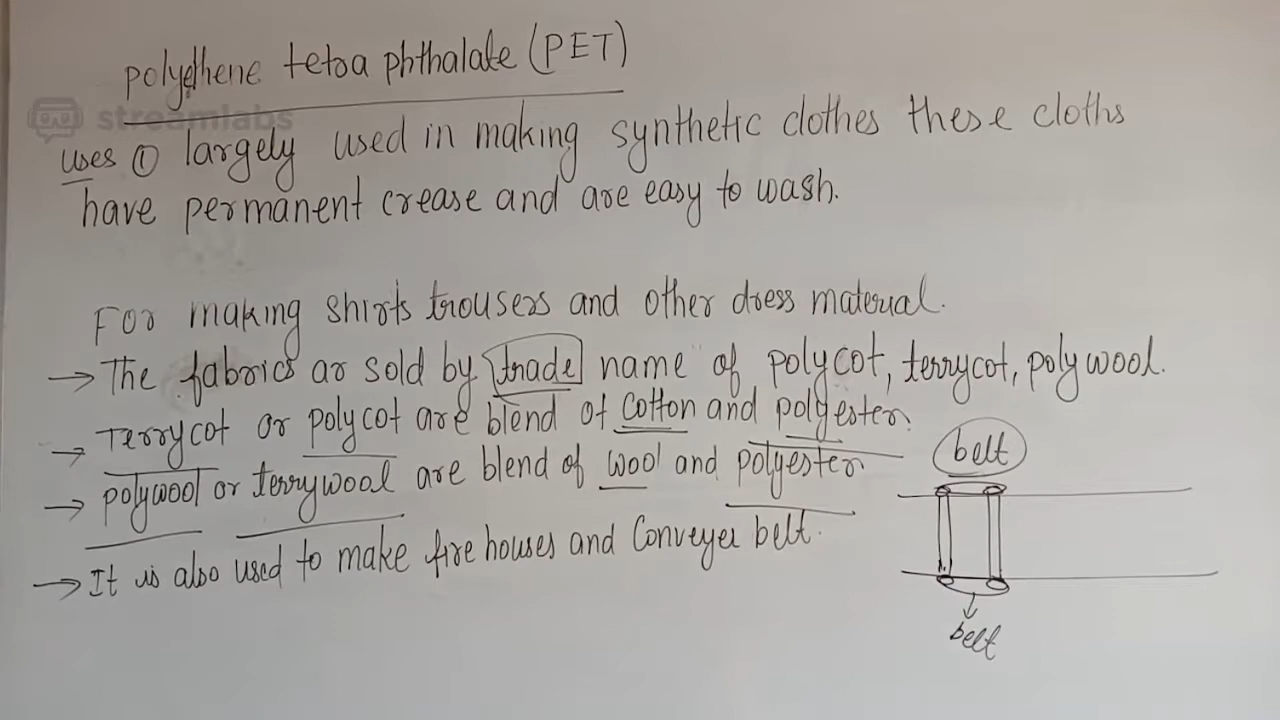 polyethene tetra phthalate (PET)
streamlabs
uses ① largely used in making synthetic clothes these cloths
have permanent crease and are easy to wash.
For making shirts trousers and other dress material.
→ The fabrics ar sold by trade name of polycot, terrycot, polywool.
→ Terrycot or polycot are blend of cotton and polyester.
belt
→ polywool or terrywool are blend of wool and polyester
→ It is also used to make fire houses and Conveyer belt.
belt